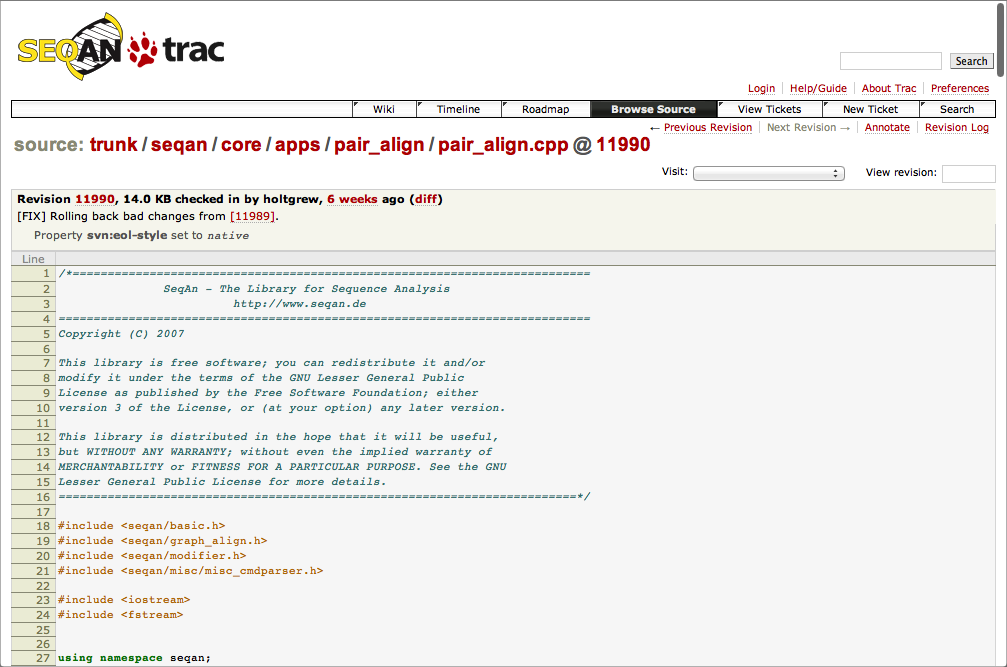 SEQAN trac
Search
Login Help/Guide About Trac Preferences
Wiki Timeline Roadmap Browse Source View Tickets New Ticket Search
← Previous Revision Next Revision → Annotate Revision Log
source: trunk / seqan / core / apps / pair_align / pair_align.cpp @ 11990
Visit: View revision:
Revision 11990, 14.0 KB checked in by holtgrew, 6 weeks ago (diff)
[FIX] Rolling back bad changes from [11989].
Property svn:eol-style set to native
Line
1 /*==========================================================================
2 SeqAn - The Library for Sequence Analysis
3 http://www.seqan.de
4 ============================================================================
5 Copyright (C) 2007
6
7 This library is free software; you can redistribute it and/or
8 modify it under the terms of the GNU Lesser General Public
9 License as published by the Free Software Foundation; either
10 version 3 of the License, or (at your option) any later version.
11
12 This library is distributed in the hope that it will be useful,
13 but WITHOUT ANY WARRANTY; without even the implied warranty of
14 MERCHANTABILITY or FITNESS FOR A PARTICULAR PURPOSE. See the GNU
15 Lesser General Public License for more details.
16 ==========================================================================*/
17
18 #include <seqan/basic.h>
19 #include <seqan/graph_align.h>
20 #include <seqan/modifier.h>
21 #include <seqan/misc/misc_cmdparser.h>
22
23 #include <iostream>
24 #include <fstream>
25
26
27 using namespace seqan;